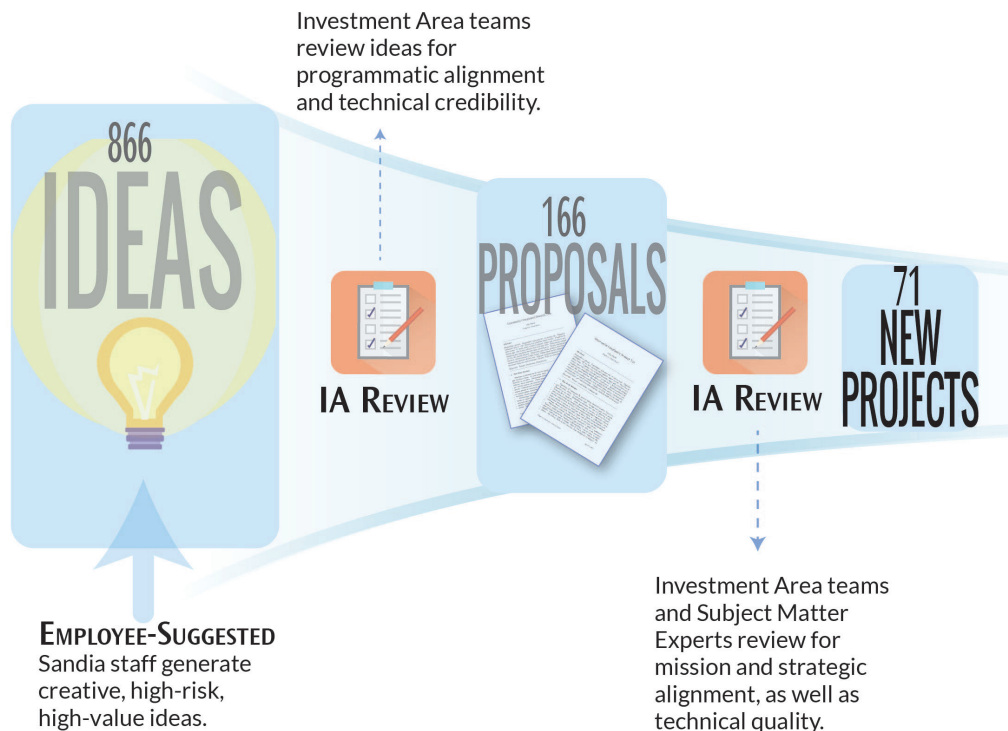 Investment Area teams
review ideas for
programmatic alignment
and technical credibility.
866
IDEAS
166
PROPOSALS
71
NEW
PROJECTS
IA REVIEW
IA REVIEW
EMPLOYEE-SUGGESTED
Sandia staff generate
creative, high-risk,
high-value ideas.
Investment Area teams
and Subject Matter
Experts review for
mission and strategic
alignment, as well as
technical quality.